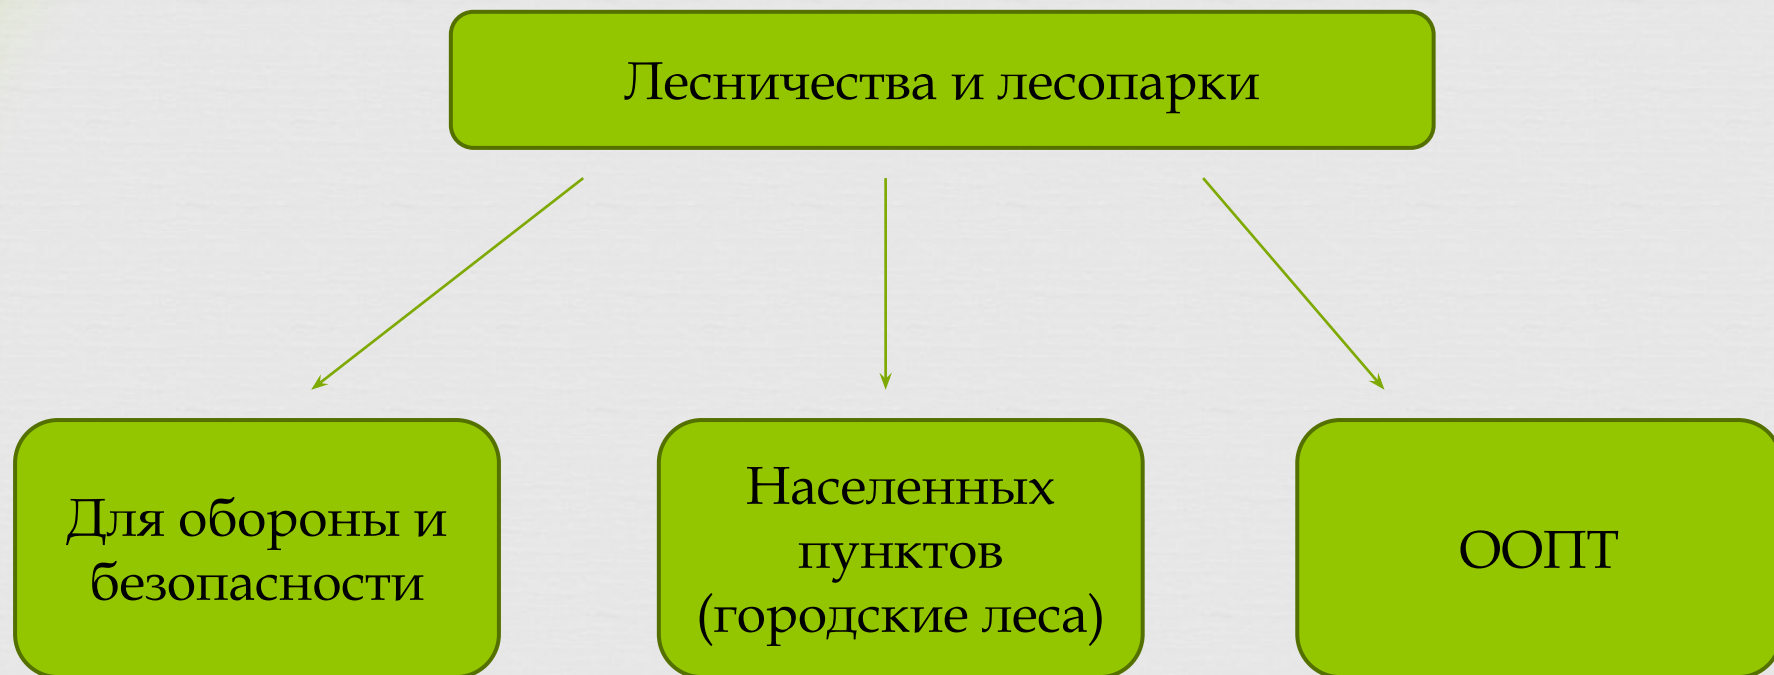 Лесничества и лесопарки
Для обороны и
безопасности
Населенных
пунктов
(городские леса)
ООПТ